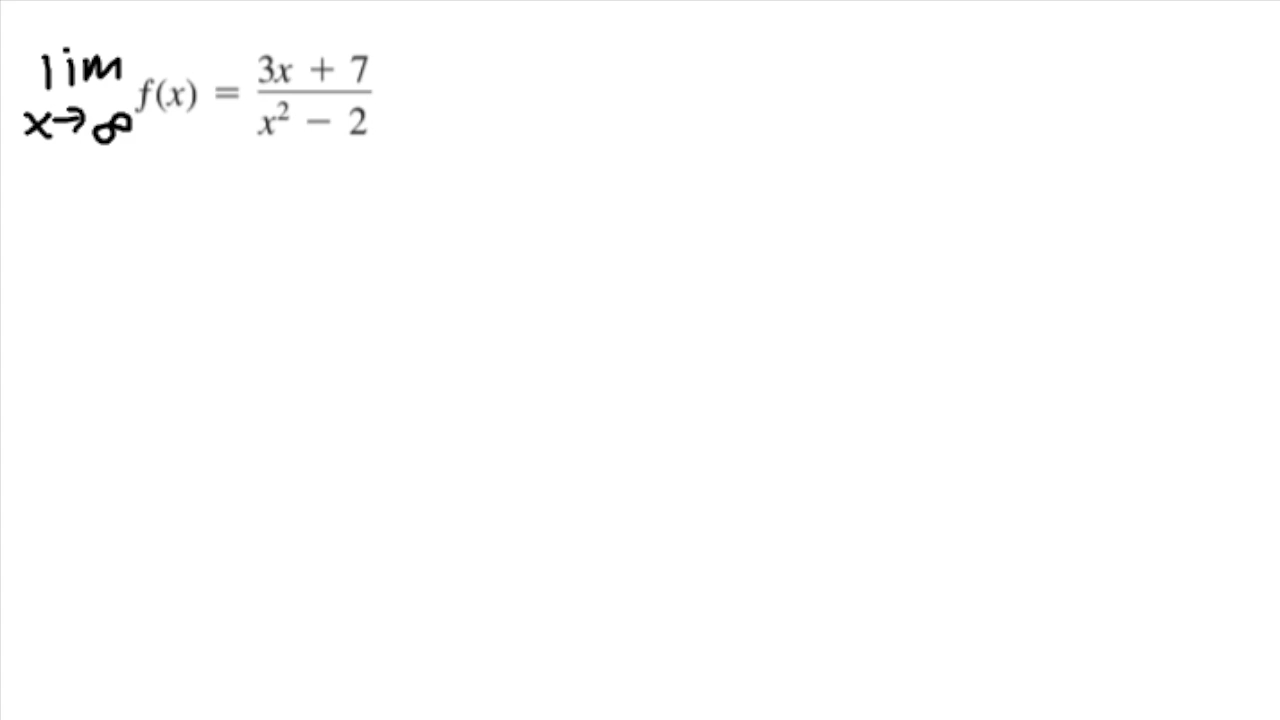 lim x→∞ f(x) = (3x + 7)/(x² − 2)